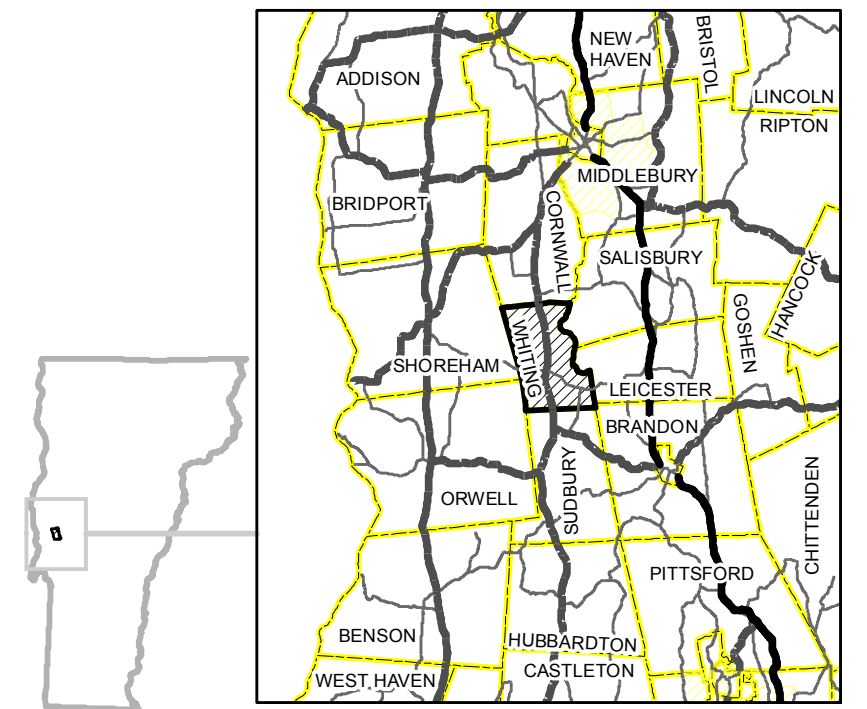 NEW
HAVEN
BRISTOL
ADDISON
LINCOLN
RIPTON
MIDDLEBURY
BRIDPORT
CORNWALL
SALISBURY
HANCOCK
GOSHEN
WHITING
SHOREHAM
LEICESTER
BRANDON
ORWELL
SUDBURY
CHITTENDEN
PITTSFORD
BENSON
HUBBARDTON
CASTLETON
WEST HAVEN